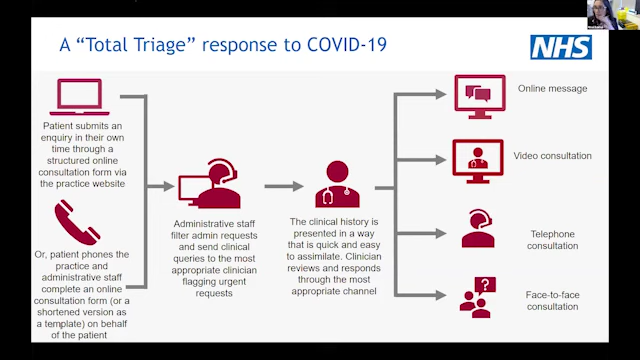 A “Total Triage” response to COVID-19
NHS
Patient submits an
enquiry in their own
time through a
structured online
consultation form via
the practice website
Or, patient phones the
practice and
administrative staff
complete an online
consultation form (or a
shortened version as
a template) on behalf
of the patient
Administrative staff
filter admin requests
and send clinical
queries to the most
appropriate clinician
flagging urgent
requests
The clinical history is
presented in a way
that is quick and easy
to assimilate. Clinician
reviews and responds
through the most
appropriate channel
Online message
Video consultation
Telephone
consultation
?
Face-to-face
consultation